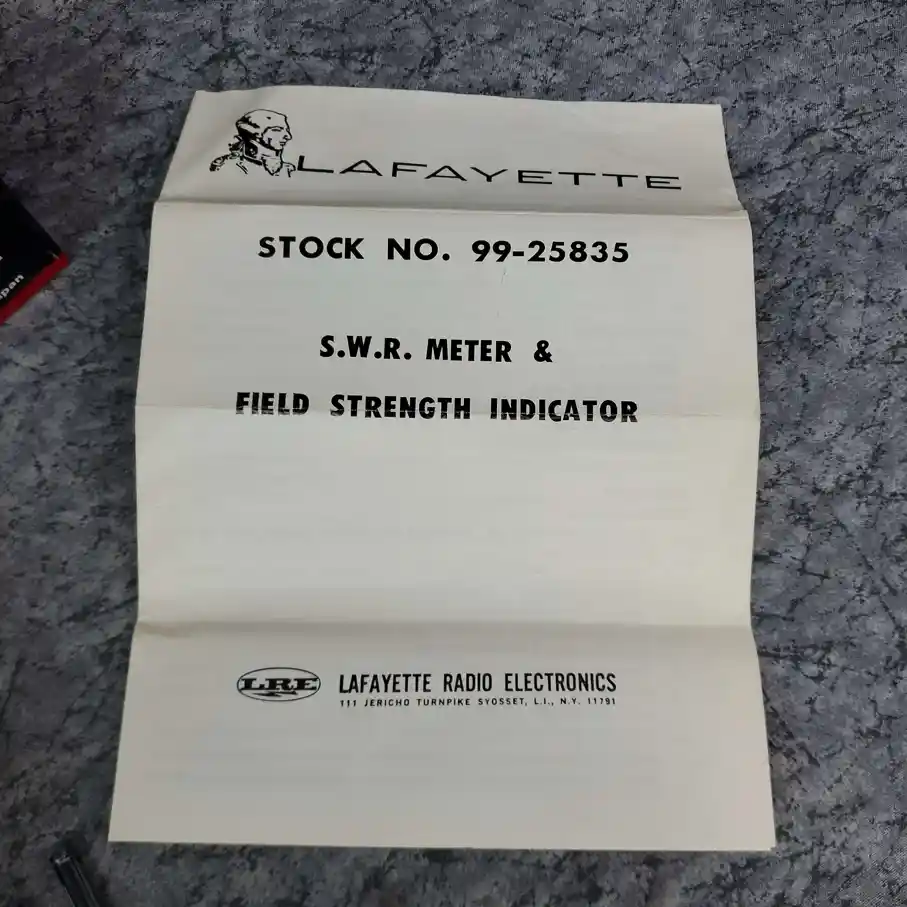 LAFAYETTE
STOCK NO. 99-25835
S.W.R. METER &
FIELD STRENGTH INDICATOR
LRE
LAFAYETTE RADIO ELECTRONICS
111 JERICHO TURNPIKE SYOSSET, L.I., N.Y. 11791